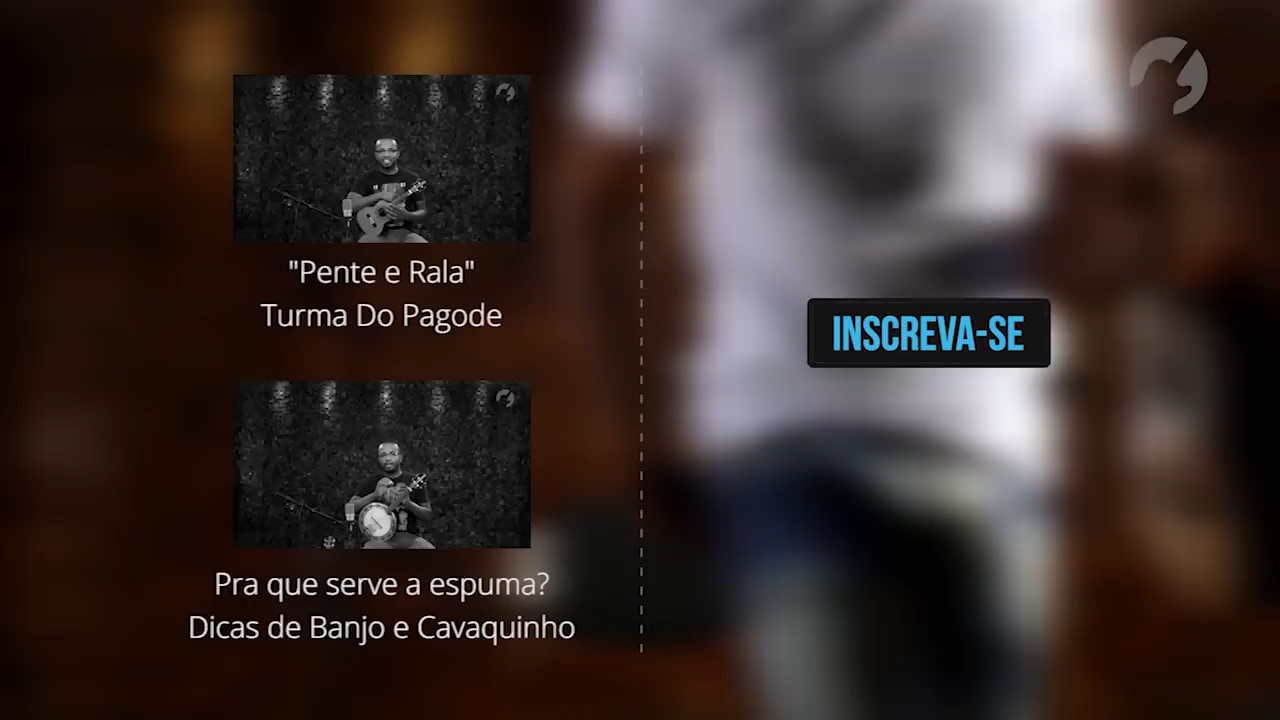 "Pente e Rala"
Turma Do Pagode
Pra que serve a espuma?
Dicas de Banjo e Cavaquinho
INSCREVA-SE